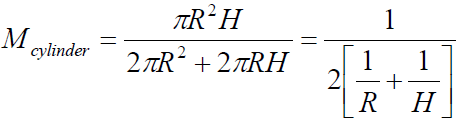 M_cylinder = πR²H / (2πR² + 2πRH) = 1 / (2[1/R + 1/H])